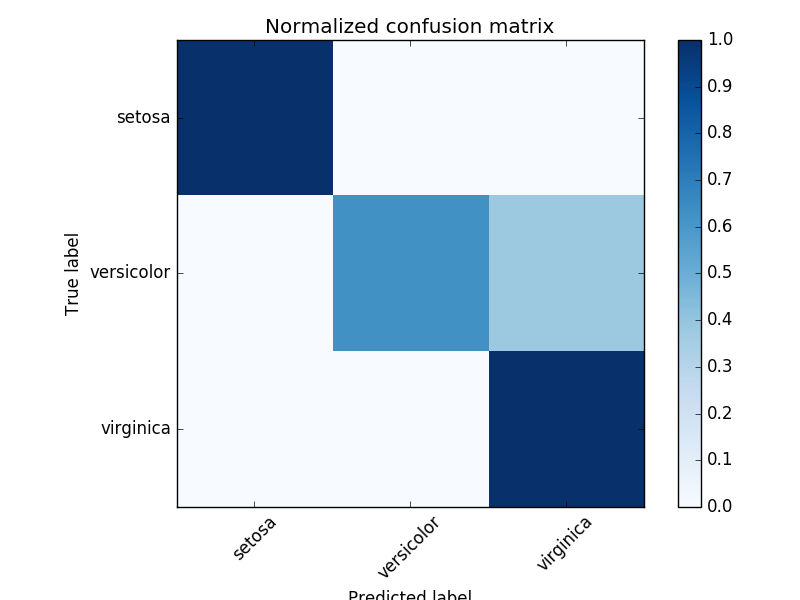 Normalized confusion matrix
True label
setosa
versicolor
virginica
setosa
versicolor
virginica
Predicted label
1.0
0.9
0.8
0.7
0.6
0.5
0.4
0.3
0.2
0.1
0.0